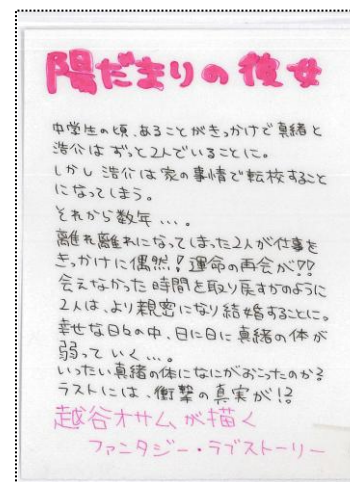 陽だまりの彼女
中学生の頃、あることがきっかけで真緒と
浩介はずっと2人でいることに。
しかし浩介は家の事情で転校すること
になってしまう。
それから数年…。
離れ離れになってしまった2人が仕事を
きっかけに偶然!運命の再会が!?
会えなかった時間を取り戻すかのように
2人は、より親密になり結婚することに。
幸せな日々の中、日に日に真緒の体が
弱っていく…。
いったい真緒の体になにがおこったのか?
ラストには、衝撃の真実が!?
越谷オサムが描く
ファンタジー・ラブストーリー